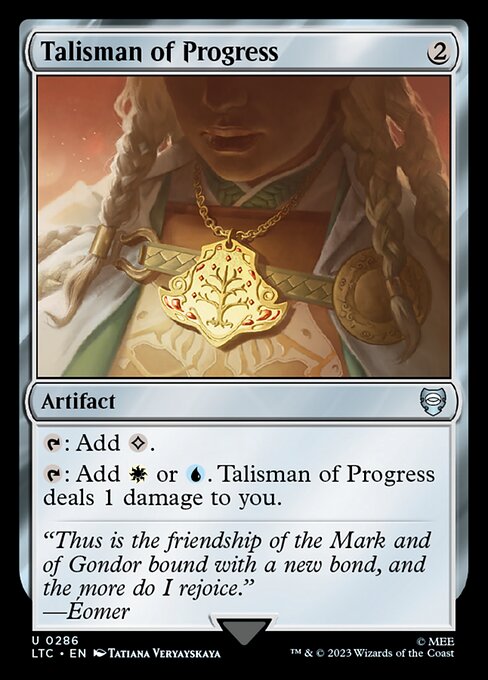 Talisman of Progress 2
Artifact
: Add .
: Add or . Talisman of Progress
deals 1 damage to you.
“Thus is the friendship of the Mark and
of Gondor bound with a new bond, and
the more do I rejoice.”
—Éomer
U 0286
LTC • EN Tatiana Veryayskaya
© MEE
™ & © 2023 Wizards of the Coast